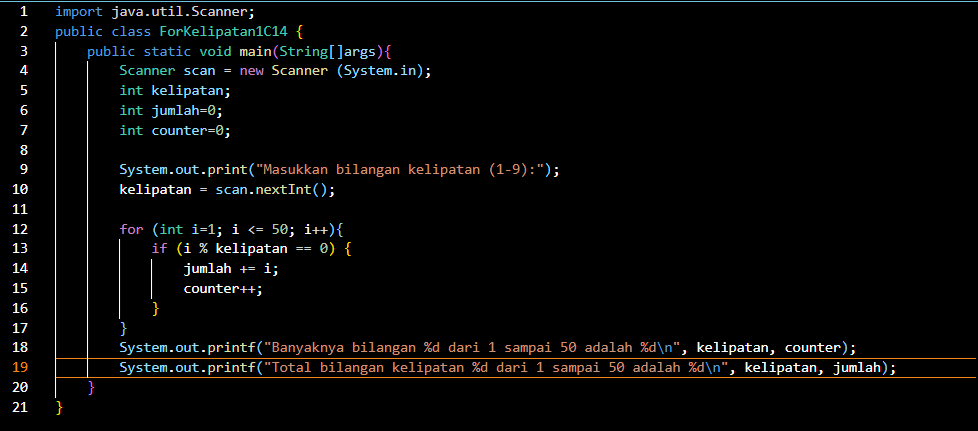 1 import java.util.Scanner;
2 public class ForKelipatan1C14 {
3     public static void main(String[]args){
4         Scanner scan = new Scanner (System.in);
5         int kelipatan;
6         int jumlah=0;
7         int counter=0;
8
9         System.out.print("Masukkan bilangan kelipatan (1-9):");
10         kelipatan = scan.nextInt();
11
12         for (int i=1; i <= 50; i++){
13             if (i % kelipatan == 0) {
14                 jumlah += i;
15                 counter++;
16             }
17         }
18         System.out.printf("Banyaknya bilangan %d dari 1 sampai 50 adalah %d\n", kelipatan, counter);
19         System.out.printf("Total bilangan kelipatan %d dari 1 sampai 50 adalah %d\n", kelipatan, jumlah);
20     }
21 }